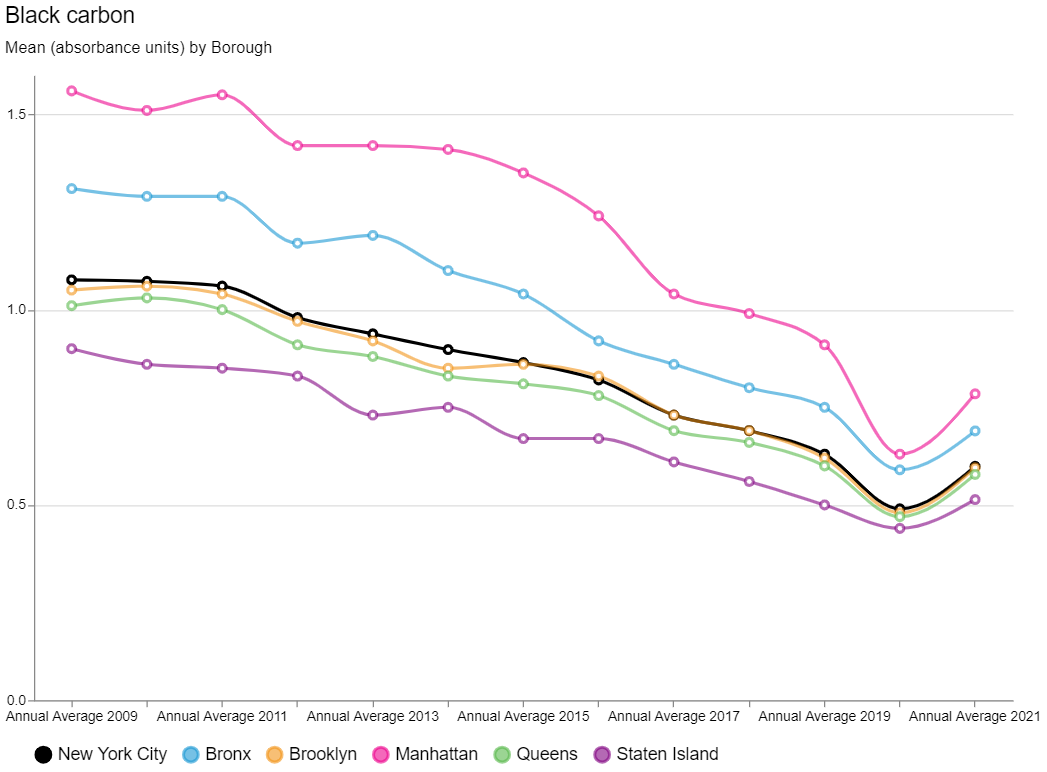 Black carbon
Mean (absorbance units) by Borough
1.5
1.0
0.5
0.0
Annual Average 2009 Annual Average 2011 Annual Average 2013 Annual Average 2015 Annual Average 2017 Annual Average 2019 Annual Average 2021
New York City Bronx Brooklyn Manhattan Queens Staten Island